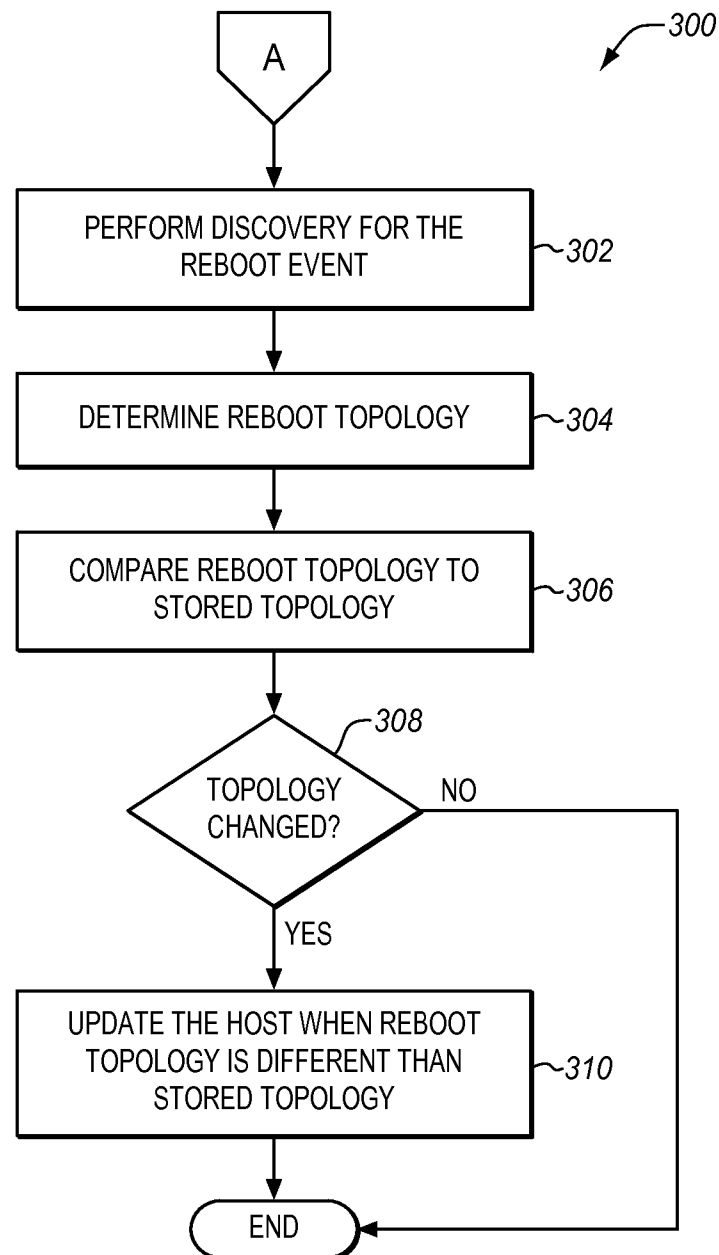 A
300
PERFORM DISCOVERY FOR THE
REBOOT EVENT
302
DETERMINE REBOOT TOPOLOGY
304
COMPARE REBOOT TOPOLOGY TO
STORED TOPOLOGY
306
308
TOPOLOGY
CHANGED?
NO
YES
UPDATE THE HOST WHEN REBOOT
TOPOLOGY IS DIFFERENT THAN
STORED TOPOLOGY
310
END